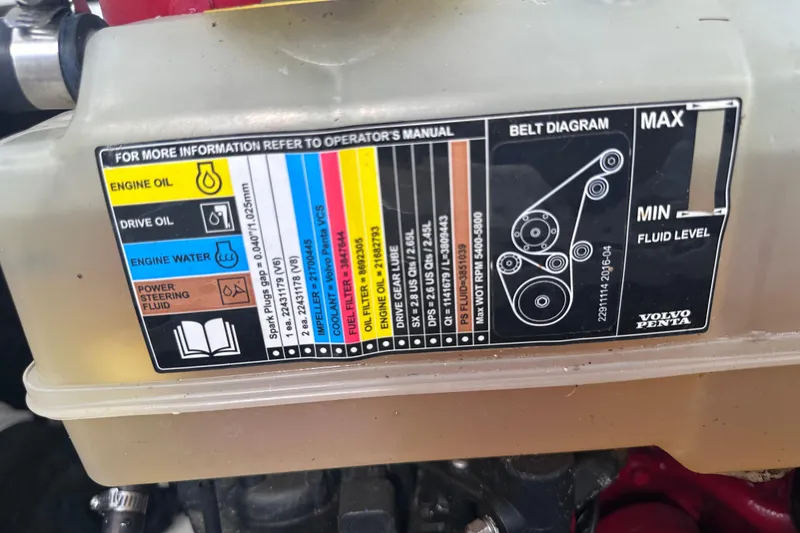 FOR MORE INFORMATION REFER TO OPERATOR'S MANUAL
ENGINE OIL
DRIVE OIL
ENGINE WATER
POWER
STEERING
FLUID
Spark Plugs gap = 0.040"/1.025mm
1 ea. 22431179 (V6)
2 ea. 22431178 (V8)
IMPELLER = 21700445
COOLANT = Volvo Penta VCS
FUEL FILTER = 3847644
OIL FILTER = 8692305
ENGINE OIL = 21682793
DRIVE GEAR LUBE
SX = 2.8 US Qts / 2.65L
DPS = 2.6 US Qts / 2.45L
Qt = 1141679 / L=3809443
PS FLUID=3851039
Max WOT RPM 5400-5800
BELT DIAGRAM
22911114 2016-04
MAX
MIN
FLUID LEVEL
VOLVO
PENTA